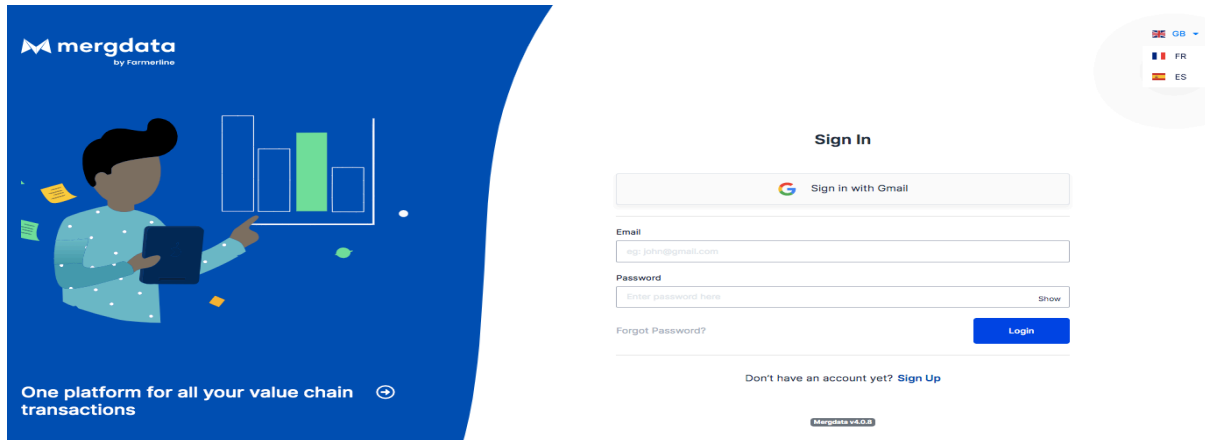 mergdata
by Farmerline
GB
FR
ES
Sign In
Sign in with Gmail
Email
eg: john@gmail.com
Password
Enter password here
Show
Forgot Password?
Login
One platform for all your value chain
transactions
Don't have an account yet? Sign Up
Mergdata v4.0.8